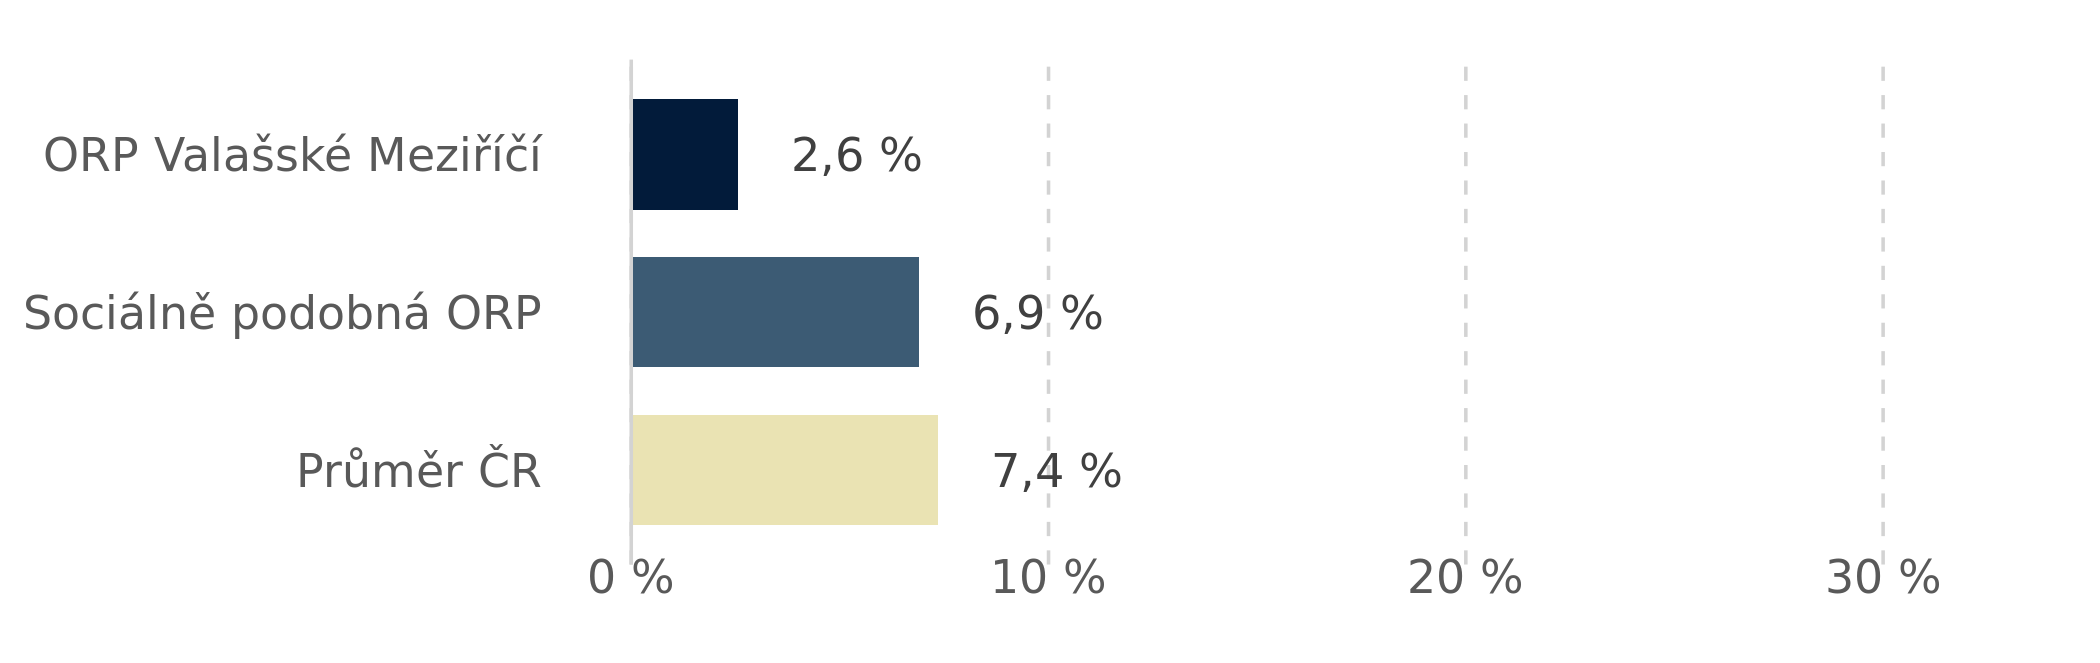 ORP Valašské Meziříčí 2,6 %
Sociálně podobná ORP 6,9 %
Průměr ČR 7,4 %
0 % 10 % 20 % 30 %